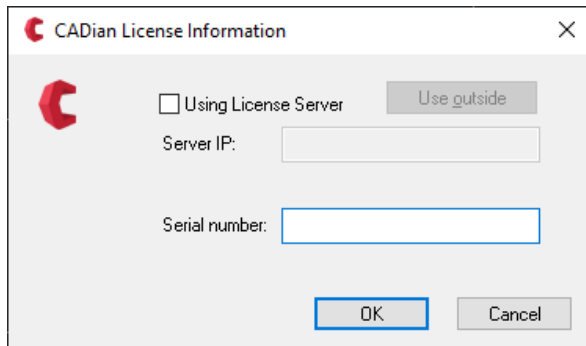 CADian License Information
Using License Server
Use outside
Server IP:
Serial number:
OK
Cancel